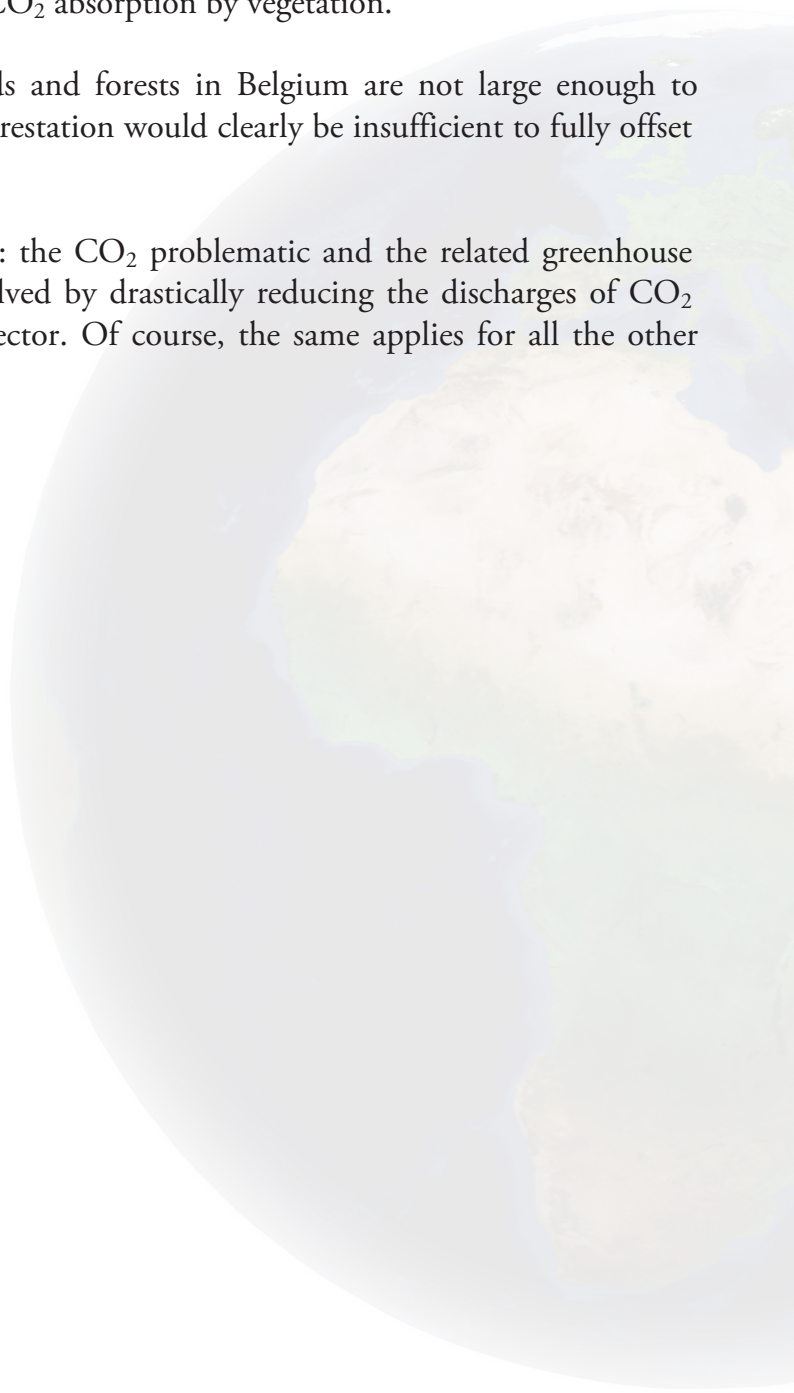 CO₂ absorption by vegetation.
ds and forests in Belgium are not large enough to
restation would clearly be insufficient to fully offset
: the CO₂ problematic and the related greenhouse
lved by drastically reducing the discharges of CO₂
ector. Of course, the same applies for all the other